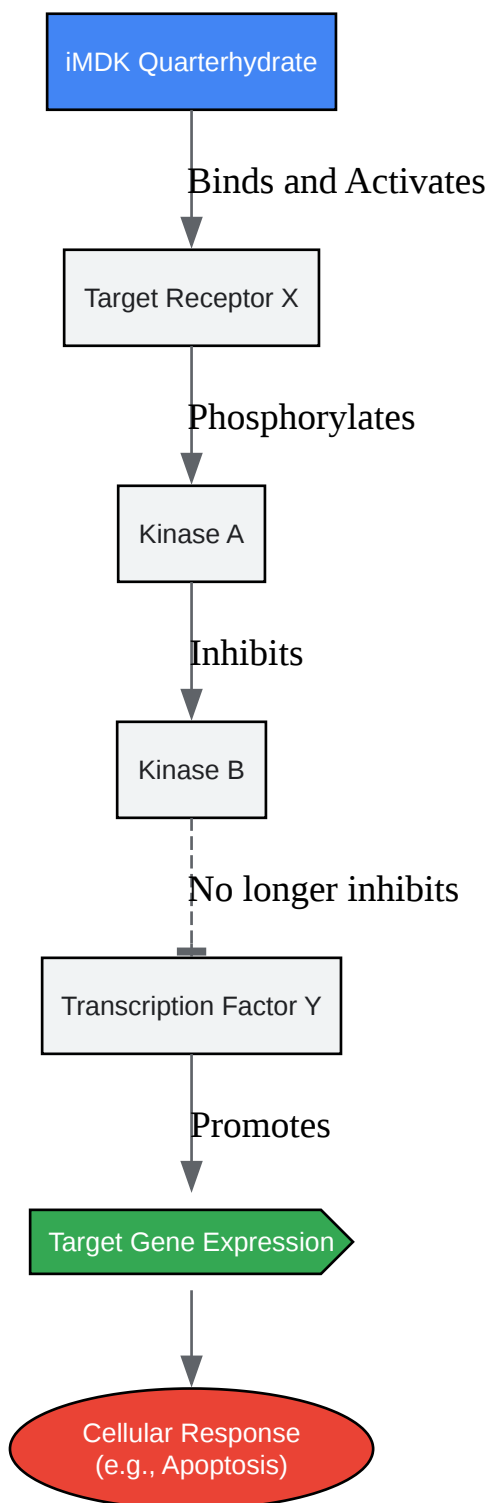 iMDK Quarterhydrate
Binds and Activates
Target Receptor X
Phosphorylates
Kinase A
Inhibits
Kinase B
No longer inhibits
Transcription Factor Y
Promotes
Target Gene Expression
Cellular Response
(e.g., Apoptosis)